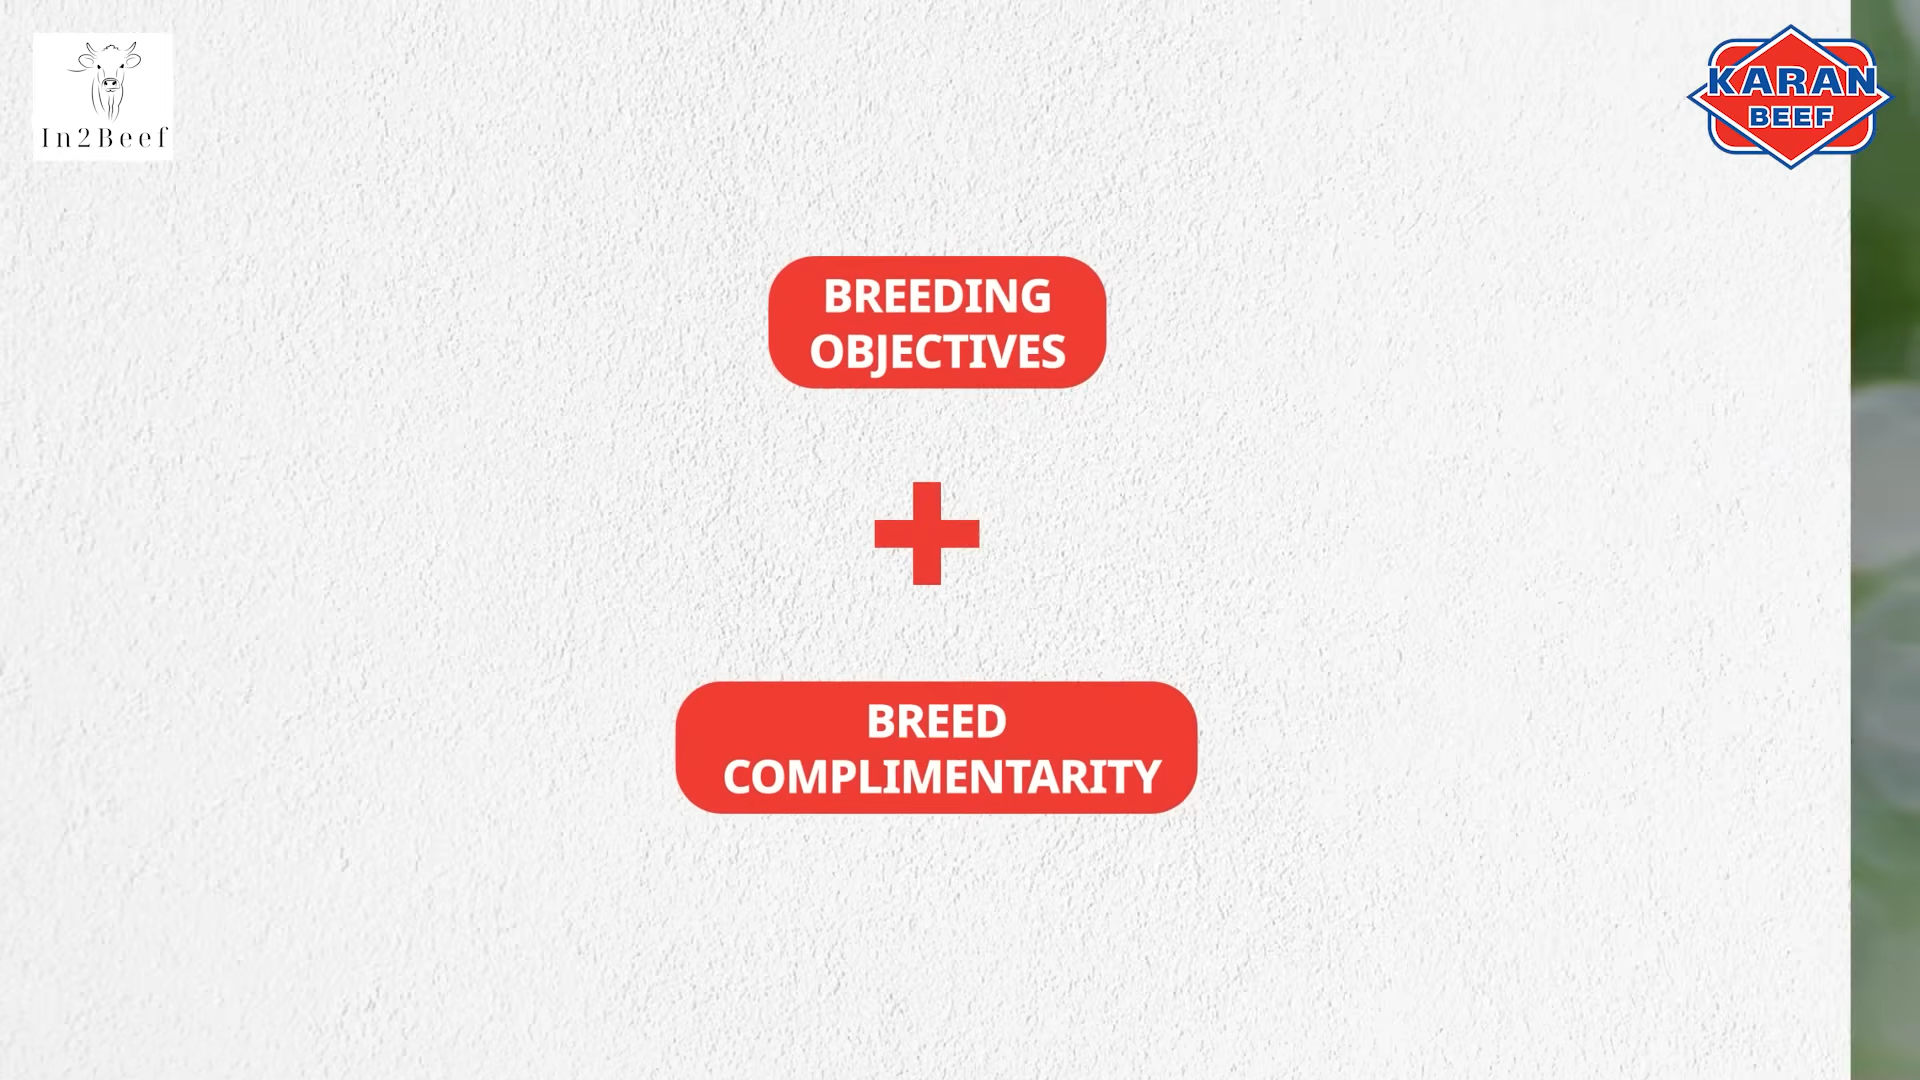 In2Beef
KARAN
BEEF
BREEDING
OBJECTIVES
BREED
COMPLIMENTARITY